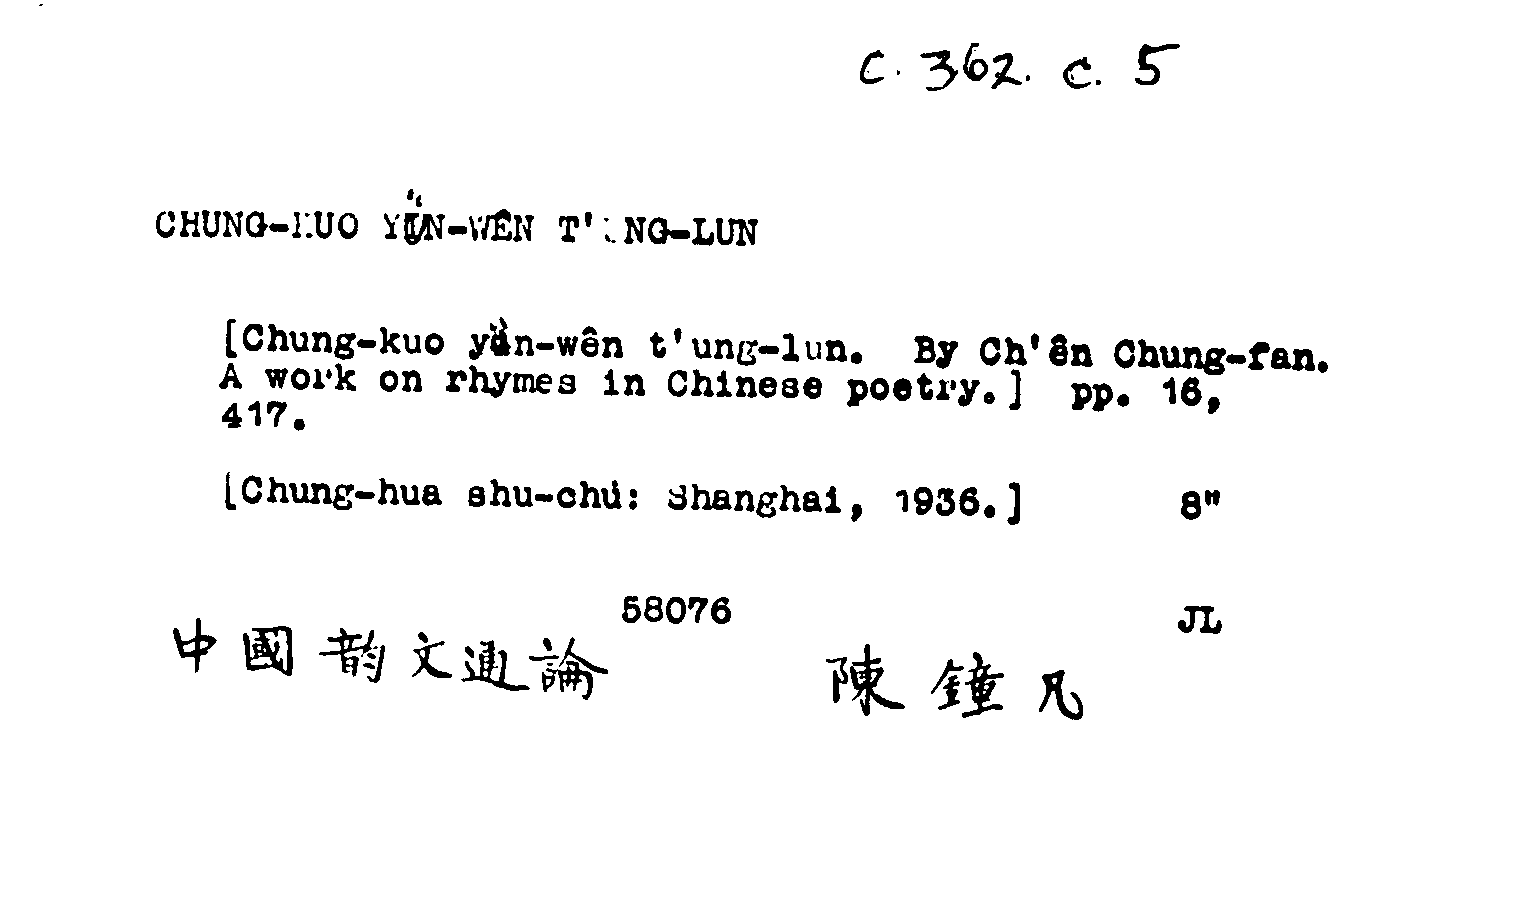 C. 362. c. 5
CHUNG-KUO YÜN-WÊN T'UNG-LUN
[Chung-kuo yün-wên t'ung-lun. By Ch'ên Chung-fan.
A work on rhymes in Chinese poetry.] pp. 16,
417.
[Chung-hua shu-chü: Shanghai, 1936.] 8"
58076 JL
中國韵文通論 陳鐘凡